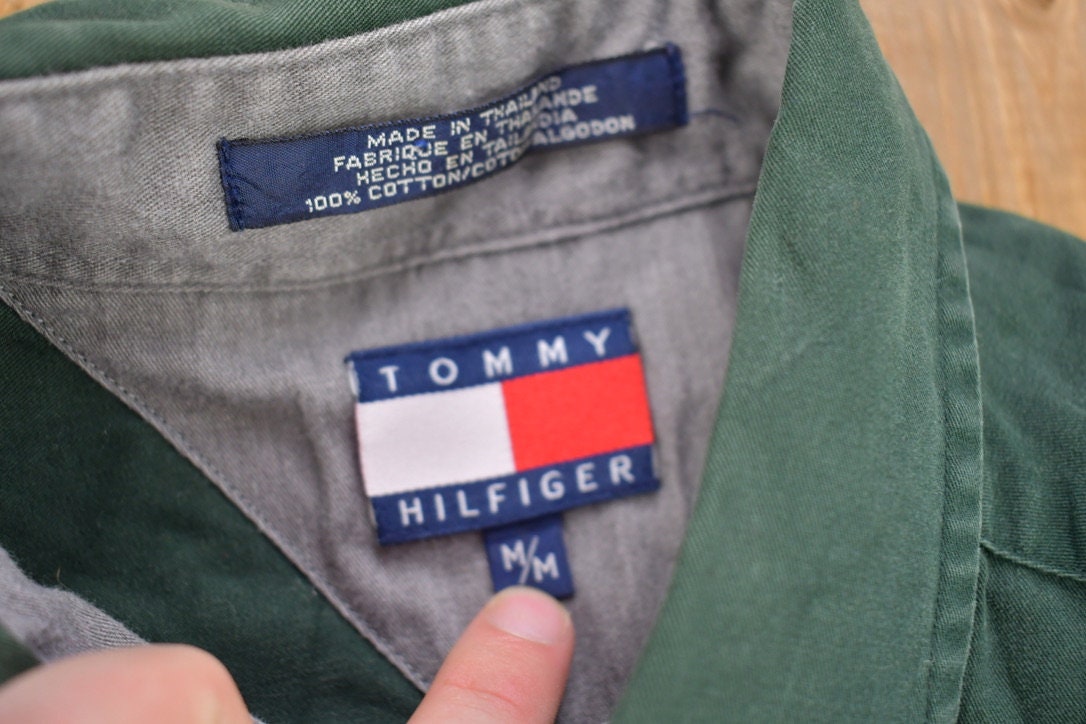 MADE IN THAILAND
FABRIQUE EN THAILANDE
HECHO EN TAILANDIA
100% COTTON/COTON/ALGODON
TOMMY
HILFIGER
M/M